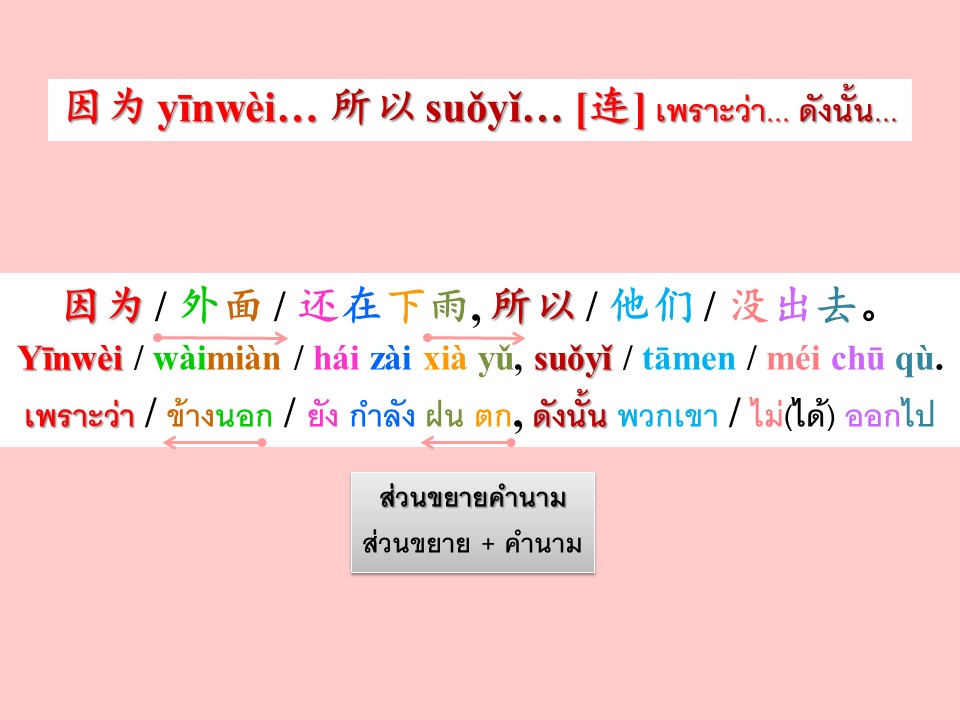 因为 yīnwèi… 所以 suǒyǐ… [连] เพราะว่า... ดังนั้น...
因为 / 外面 / 还在下雨, 所以 / 他们 / 没出去。
Yīnwèi / wàimiàn / hái zài xià yǔ, suǒyǐ / tāmen / méi chū qù.
เพราะว่า / ข้างนอก / ยัง กำลัง ฝน ตก, ดังนั้น พวกเขา / ไม่(ได้) ออกไป
ส่วนขยายคำนาม
ส่วนขยาย + คำนาม